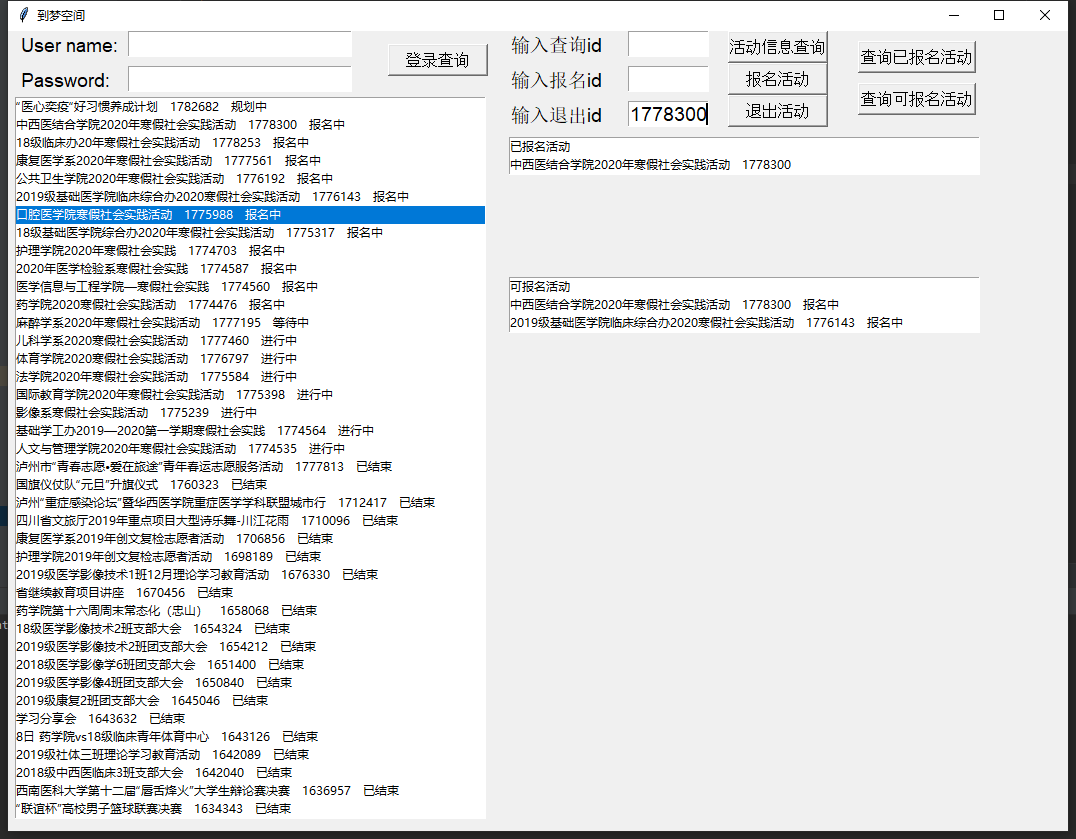 到梦空间
User name:
Password:
登录查询
输入查询id
输入报名id
输入退出id
1778300
活动信息查询
报名活动
退出活动
查询已报名活动
查询可报名活动
“医心奕疫”好习惯养成计划 1782682 规划中
中西医结合学院2020年寒假社会实践活动 1778300 报名中
18级临床办20年寒假社会实践活动 1778253 报名中
康复医学系2020年寒假社会实践活动 1777561 报名中
公共卫生学院2020年寒假社会实践活动 1776192 报名中
2019级基础医学院临床综合办2020寒假社会实践活动 1776143 报名中
口腔医学院寒假社会实践活动 1775988 报名中
18级基础医学院综合办2020年寒假社会实践活动 1775317 报名中
护理学院2020年寒假社会实践 1774703 报名中
2020年医学检验系寒假社会实践 1774587 报名中
医学信息与工程学院—寒假社会实践 1774560 报名中
药学院2020寒假社会实践活动 1774476 报名中
麻醉学系2020年寒假社会实践活动 1777195 等待中
儿科学系2020寒假社会实践活动 1777460 进行中
体育学院2020寒假社会实践活动 1776797 进行中
法学院2020年寒假社会实践活动 1775584 进行中
国际教育学院2020年寒假社会实践活动 1775398 进行中
影像系寒假社会实践活动 1775239 进行中
基础学工办2019—2020第一学期寒假社会实践 1774564 进行中
人文与管理学院2020年寒假社会实践活动 1774535 进行中
泸州市“青春志愿•爱在旅途”青年春运志愿服务活动 1777813 已结束
国旗仪仗队“元旦”升旗仪式 1760323 已结束
泸州“重症感染论坛”暨华西医学院重症医学学科联盟城市行 1712417 已结束
四川省文旅厅2019年重点项目大型诗乐舞-川江花雨 1710096 已结束
康复医学系2019年创文复检志愿者活动 1706856 已结束
护理学院2019年创文复检志愿者活动 1698189 已结束
2019级医学影像技术1班12月理论学习教育活动 1676330 已结束
省继续教育项目讲座 1670456 已结束
药学院第十六周周末常态化（忠山） 1658068 已结束
18级医学影像技术2班支部大会 1654324 已结束
2019级医学影像技术2班团支部大会 1654212 已结束
2018级医学影像学6班团支部大会 1651400 已结束
2019级医学影像4班团支部大会 1650840 已结束
2019级康复2班团支部大会 1645046 已结束
学习分享会 1643632 已结束
8日 药学院vs18级临床青年体育中心 1643126 已结束
2019级社体三班理论学习教育活动 1642089 已结束
2018级中西医临床3班支部大会 1642040 已结束
西南医科大学第十二届“唇舌烽火”大学生辩论赛决赛 1636957 已结束
“联谊杯”高校男子篮球联赛决赛 1634343 已结束
已报名活动
中西医结合学院2020年寒假社会实践活动 1778300
可报名活动
中西医结合学院2020年寒假社会实践活动 1778300 报名中
2019级基础医学院临床综合办2020寒假社会实践活动 1776143 报名中